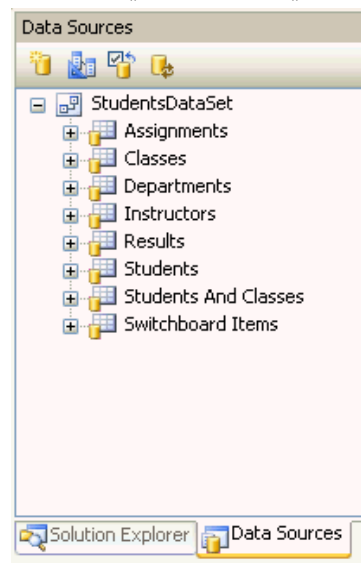 Data Sources
StudentsDataSet
Assignments
Classes
Departments
Instructors
Results
Students
Students And Classes
Switchboard Items
Solution Explorer Data Sources